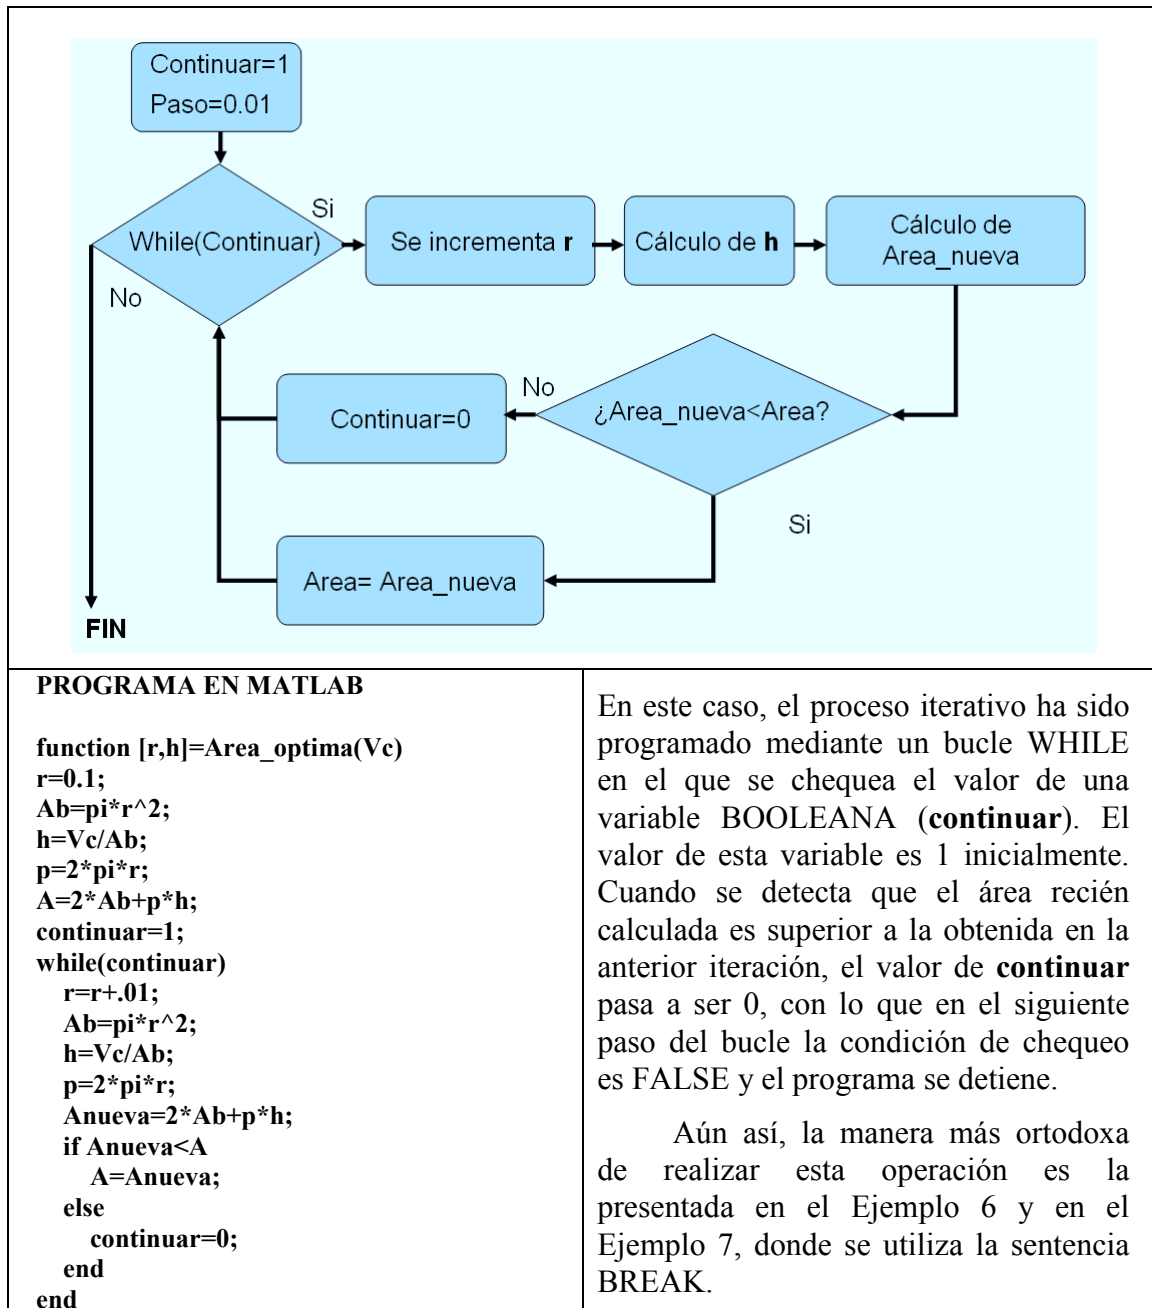 Continuar=1
Paso=0.01
While(Continuar)
Si
Se incrementa r
Cálculo de h
Cálculo de
Area_nueva
No
¿Area_nueva<Area?
No
Continuar=0
Si
Area= Area_nueva
FIN
PROGRAMA EN MATLAB
function [r,h]=Area_optima(Vc)
r=0.1;
Ab=pi*r^2;
h=Vc/Ab;
p=2*pi*r;
A=2*Ab+p*h;
continuar=1;
while(continuar)
r=r+.01;
Ab=pi*r^2;
h=Vc/Ab;
p=2*pi*r;
Anueva=2*Ab+p*h;
if Anueva<A
A=Anueva;
else
continuar=0;
end
end
En este caso, el proceso iterativo ha sido
programado mediante un bucle WHILE
en el que se chequea el valor de una
variable BOOLEANA (continuar). El
valor de esta variable es 1 inicialmente.
Cuando se detecta que el área recién
calculada es superior a la obtenida en la
anterior iteración, el valor de continuar
pasa a ser 0, con lo que en el siguiente
paso del bucle la condición de chequeo
es FALSE y el programa se detiene.
Aún así, la manera más ortodoxa
de realizar esta operación es la
presentada en el Ejemplo 6 y en el
Ejemplo 7, donde se utiliza la sentencia
BREAK.